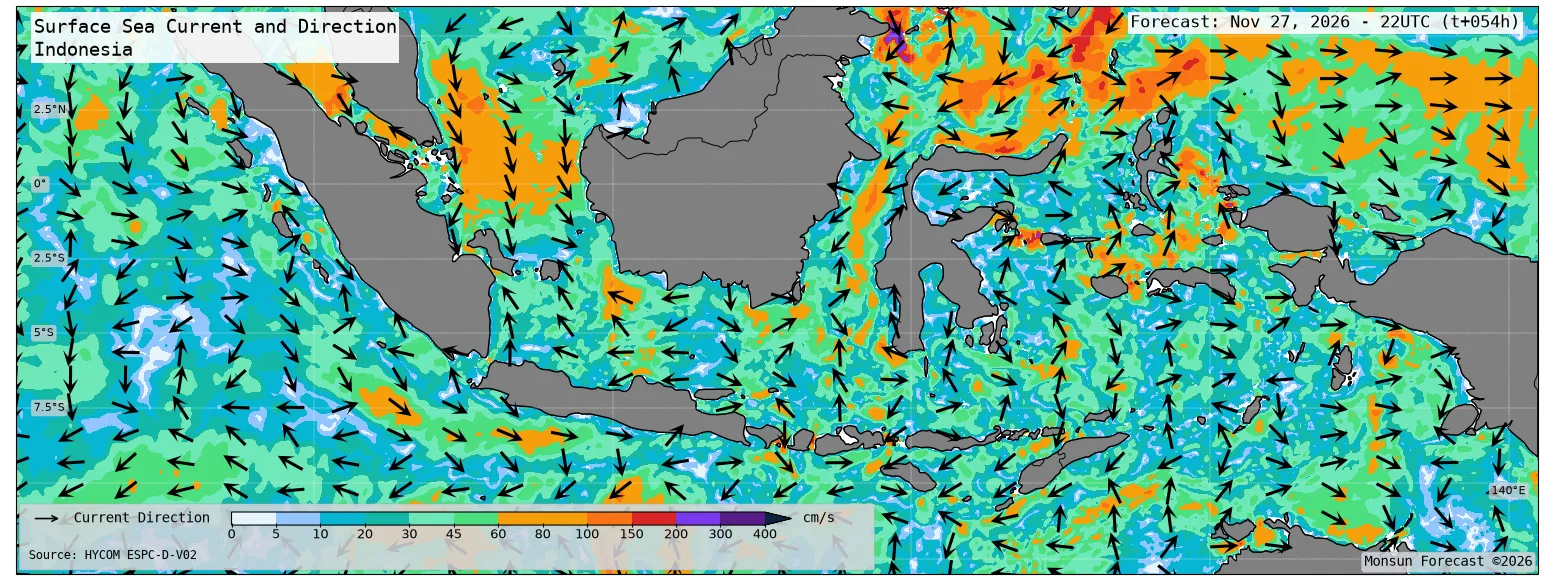 Surface Sea Current and Direction
Indonesia
Forecast: Nov 27, 2026 - 22UTC (t+054h)
2.5°N
0°
2.5°S
5°S
7.5°S
140°E
Current Direction
0 5 10 20 30 45 60 80 100 150 200 300 400 cm/s
Source: HYCOM ESPC-D-V02
Monsun Forecast ©2026